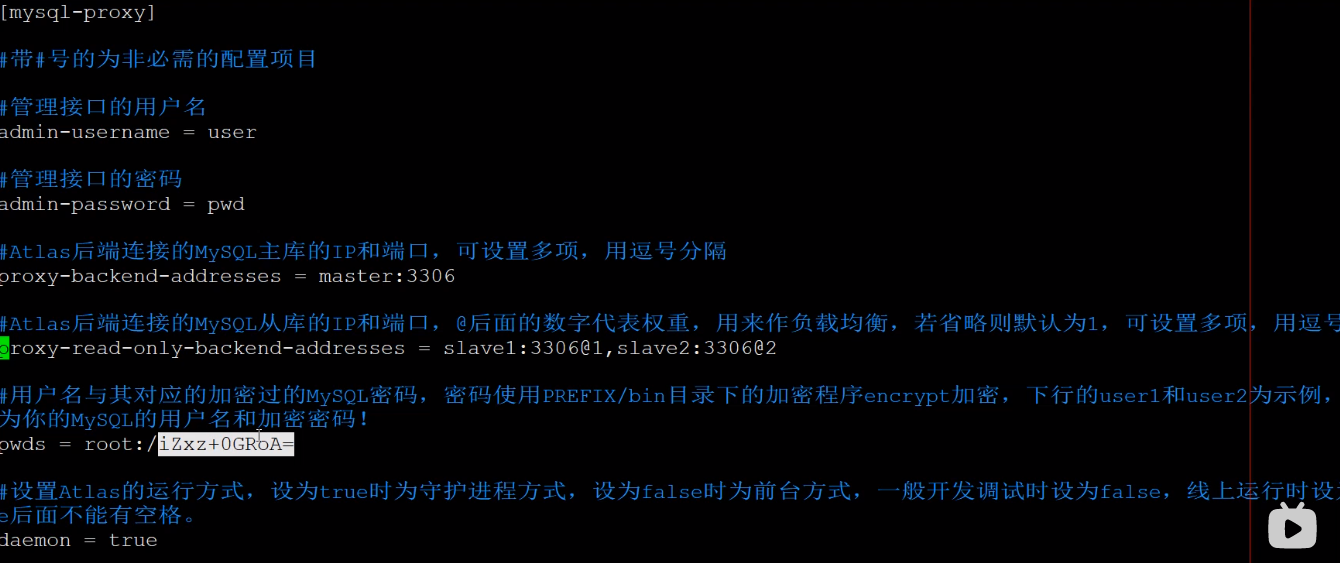 [mysql-proxy]
#带#号的为非必需的配置项目
#管理接口的用户名
admin-username = user
#管理接口的密码
admin-password = pwd
#Atlas后端连接的MySQL主库的IP和端口，可设置多项，用逗号分隔
proxy-backend-addresses = master:3306
#Atlas后端连接的MySQL从库的IP和端口，@后面的数字代表权重，用来作负载均衡，若省略则默认为1，可设置多项，用逗号
proxy-read-only-backend-addresses = slave1:3306@1,slave2:3306@2
#用户名与其对应的加密过的MySQL密码，密码使用PREFIX/bin目录下的加密程序encrypt加密，下行的user1和user2为示例，
为你的MySQL的用户名和加密密码！
pwds = root:/iZxz+0GRoA=
#设置Atlas的运行方式，设为true时为守护进程方式，设为false时为前台方式，一般开发调试时设为false，线上运行时设为
e后面不能有空格。
daemon = true